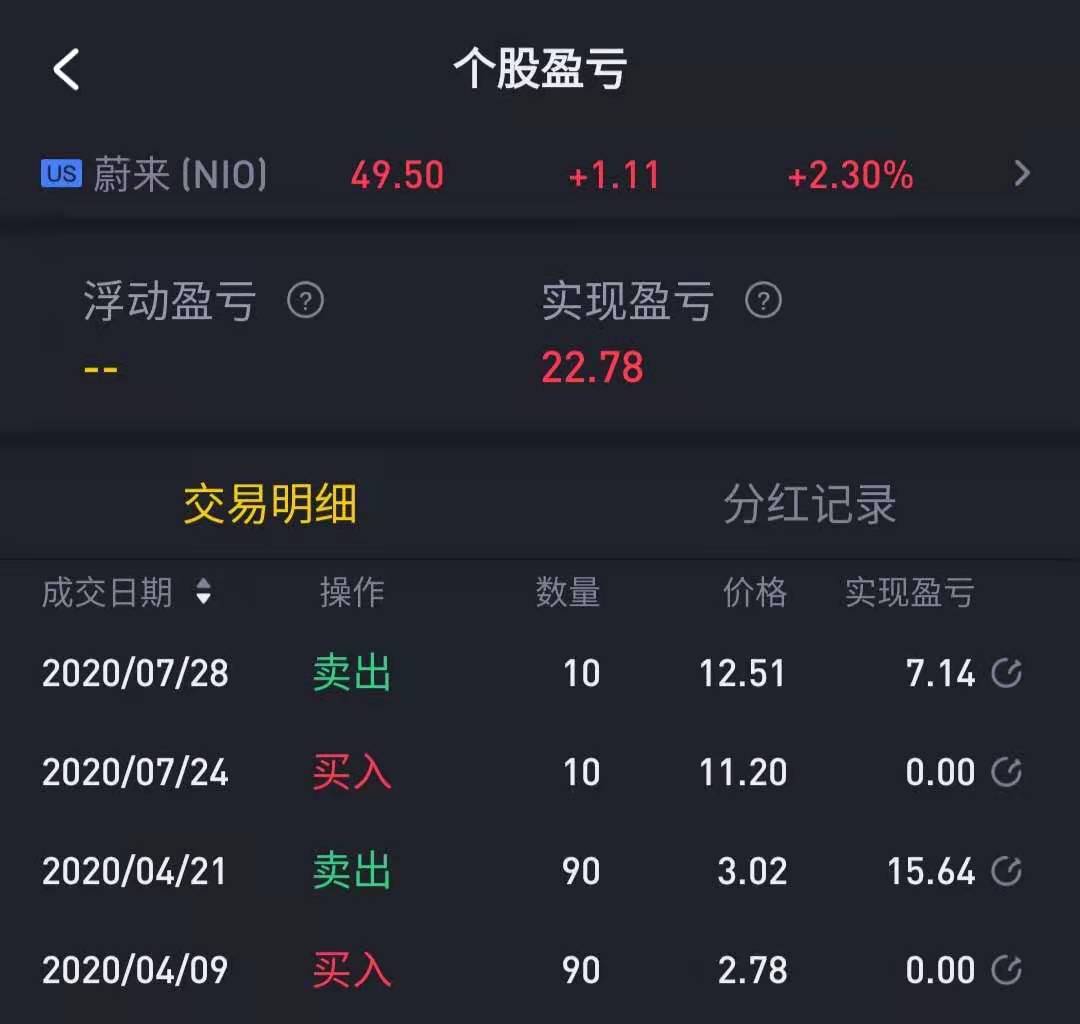 个股盈亏
US 蔚来 (NIO) 49.50 +1.11 +2.30%
浮动盈亏 ? 实现盈亏 ?
-- 22.78
交易明细 分红记录
成交日期 操作 数量 价格 实现盈亏
2020/07/28 卖出 10 12.51 7.14
2020/07/24 买入 10 11.20 0.00
2020/04/21 卖出 90 3.02 15.64
2020/04/09 买入 90 2.78 0.00